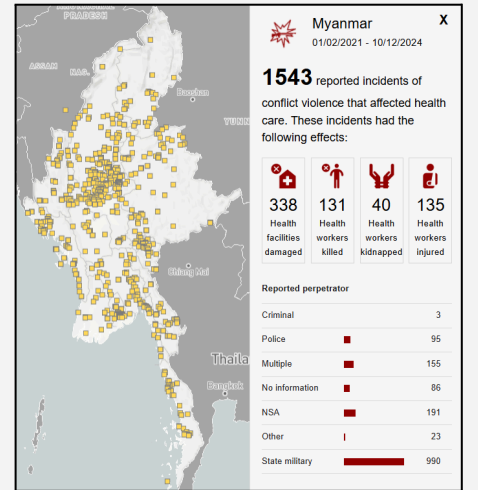 PRADESH
ASSAM
NAG.
Baoshan
YUNN
Chiang Mai
Thaila
Bangkok
Myanmar
X
01/02/2021 - 10/12/2024
1543 reported incidents of
conflict violence that affected health
care. These incidents had the
following effects:
338
Health
facilities
damaged
131
Health
workers
killed
40
Health
workers
kidnapped
135
Health
workers
injured
Reported perpetrator
Criminal 3
Police 95
Multiple 155
No information 86
NSA 191
Other 23
State military 990